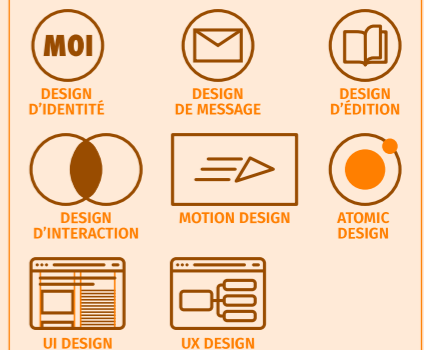 MOI
DESIGN
D'IDENTITÉ
DESIGN
DE MESSAGE
DESIGN
D'ÉDITION
DESIGN
D'INTERACTION
MOTION DESIGN
ATOMIC
DESIGN
UI DESIGN
UX DESIGN